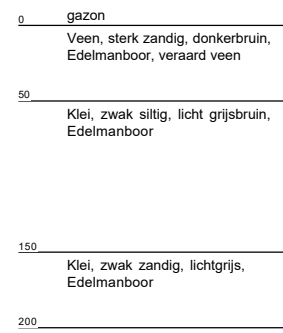 0 gazon
Veen, sterk zandig, donkerbruin,
Edelmanboor, veraard veen
50
Klei, zwak siltig, licht grijsbruin,
Edelmanboor
150
Klei, zwak zandig, lichtgrijs,
Edelmanboor
200